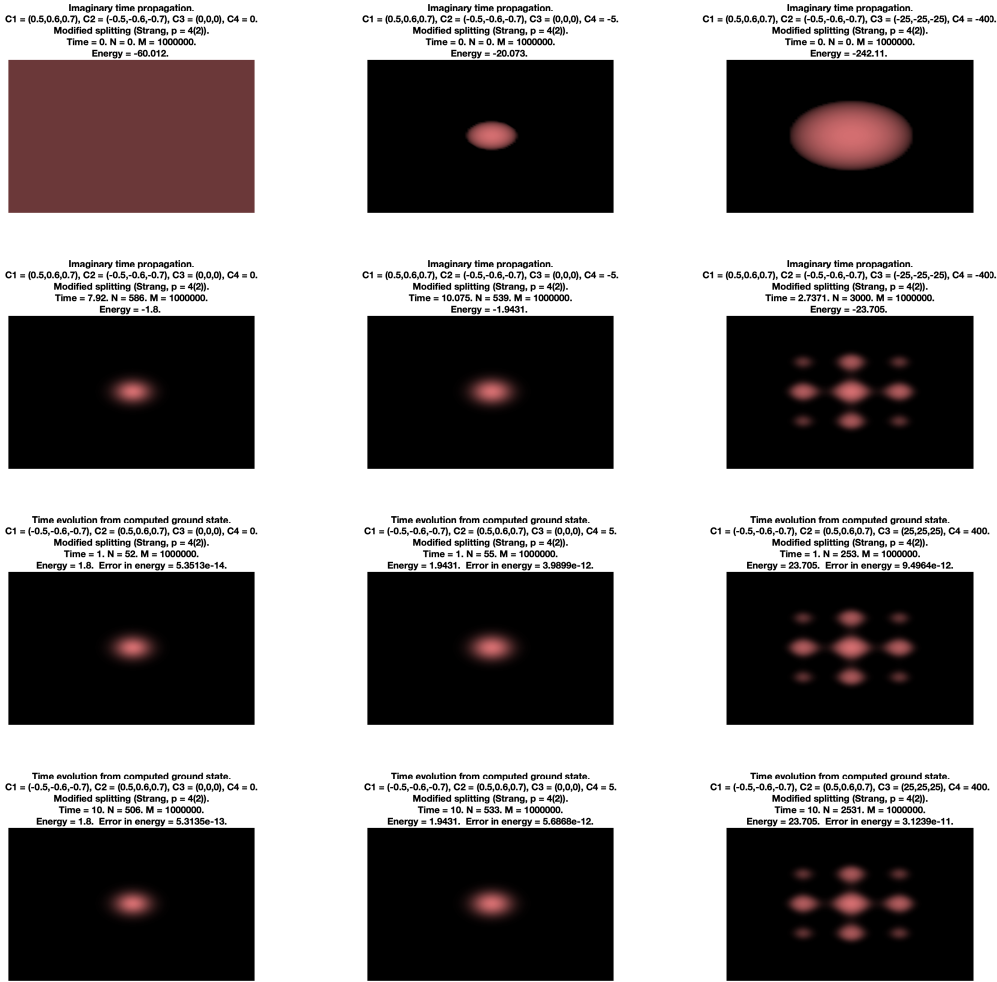 Imaginary time propagation.
C1 = (0.5,0.6,0.7), C2 = (-0.5,-0.6,-0.7), C3 = (0,0,0), C4 = 0.
Modified splitting (Strang, p = 4(2)).
Time = 0. N = 0. M = 1000000.
Energy = -60.012.
Imaginary time propagation.
C1 = (0.5,0.6,0.7), C2 = (-0.5,-0.6,-0.7), C3 = (0,0,0), C4 = -5.
Modified splitting (Strang, p = 4(2)).
Time = 0. N = 0. M = 1000000.
Energy = -20.073.
Imaginary time propagation.
C1 = (0.5,0.6,0.7), C2 = (-0.5,-0.6,-0.7), C3 = (-25,-25,-25), C4 = -400.
Modified splitting (Strang, p = 4(2)).
Time = 0. N = 0. M = 1000000.
Energy = -242.11.
Imaginary time propagation.
C1 = (0.5,0.6,0.7), C2 = (-0.5,-0.6,-0.7), C3 = (0,0,0), C4 = 0.
Modified splitting (Strang, p = 4(2)).
Time = 7.92. N = 586. M = 1000000.
Energy = -1.8.
Imaginary time propagation.
C1 = (0.5,0.6,0.7), C2 = (-0.5,-0.6,-0.7), C3 = (0,0,0), C4 = -5.
Modified splitting (Strang, p = 4(2)).
Time = 10.075. N = 539. M = 1000000.
Energy = -1.9431.
Imaginary time propagation.
C1 = (0.5,0.6,0.7), C2 = (-0.5,-0.6,-0.7), C3 = (-25,-25,-25), C4 = -400.
Modified splitting (Strang, p = 4(2)).
Time = 2.7371. N = 3000. M = 1000000.
Energy = -23.705.
Time evolution from computed ground state.
C1 = (-0.5,-0.6,-0.7), C2 = (0.5,0.6,0.7), C3 = (0,0,0), C4 = 0.
Modified splitting (Strang, p = 4(2)).
Time = 1. N = 52. M = 1000000.
Energy = 1.8. Error in energy = 5.3513e-14.
Time evolution from computed ground state.
C1 = (-0.5,-0.6,-0.7), C2 = (0.5,0.6,0.7), C3 = (0,0,0), C4 = 5.
Modified splitting (Strang, p = 4(2)).
Time = 1. N = 55. M = 1000000.
Energy = 1.9431. Error in energy = 3.9899e-12.
Time evolution from computed ground state.
C1 = (-0.5,-0.6,-0.7), C2 = (0.5,0.6,0.7), C3 = (25,25,25), C4 = 400.
Modified splitting (Strang, p = 4(2)).
Time = 1. N = 253. M = 1000000.
Energy = 23.705. Error in energy = 9.4964e-12.
Time evolution from computed ground state.
C1 = (-0.5,-0.6,-0.7), C2 = (0.5,0.6,0.7), C3 = (0,0,0), C4 = 0.
Modified splitting (Strang, p = 4(2)).
Time = 10. N = 506. M = 1000000.
Energy = 1.8. Error in energy = 5.3135e-13.
Time evolution from computed ground state.
C1 = (-0.5,-0.6,-0.7), C2 = (0.5,0.6,0.7), C3 = (0,0,0), C4 = 5.
Modified splitting (Strang, p = 4(2)).
Time = 10. N = 533. M = 1000000.
Energy = 1.9431. Error in energy = 5.6868e-12.
Time evolution from computed ground state.
C1 = (-0.5,-0.6,-0.7), C2 = (0.5,0.6,0.7), C3 = (25,25,25), C4 = 400.
Modified splitting (Strang, p = 4(2)).
Time = 10. N = 2531. M = 1000000.
Energy = 23.705. Error in energy = 3.1239e-11.